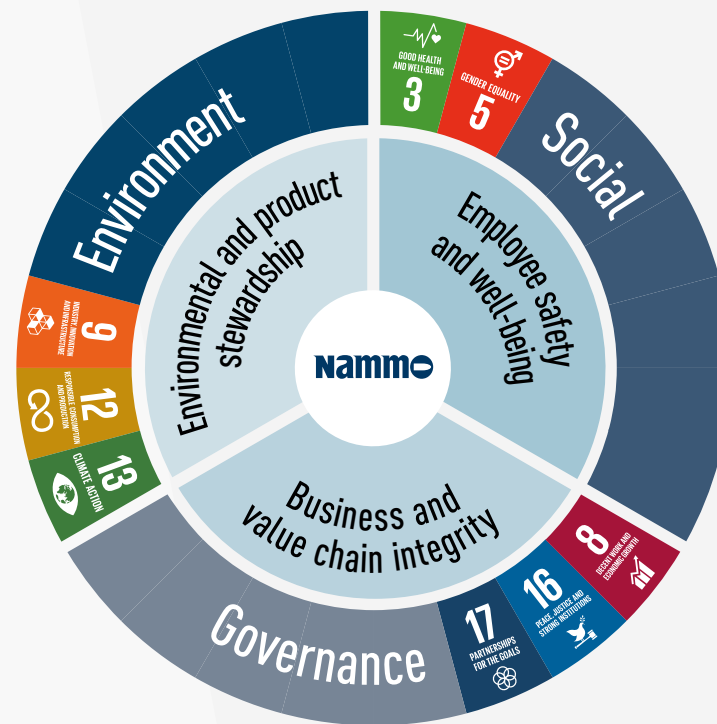 Environment
GOOD HEALTH
AND WELL-BEING
3
GENDER EQUALITY
5
Social
Environmental and product
stewardship
Employee safety
and well-being
Nammo
Business and
value chain integrity
INDUSTRY, INNOVATION
AND INFRASTRUCTURE
9
RESPONSIBLE CONSUMPTION
AND PRODUCTION
12
CLIMATE ACTION
13
Governance
17
PARTNERSHIPS
FOR THE GOALS
16
PEACE, JUSTICE AND
STRONG INSTITUTIONS
8
DECENT WORK AND
ECONOMIC GROWTH